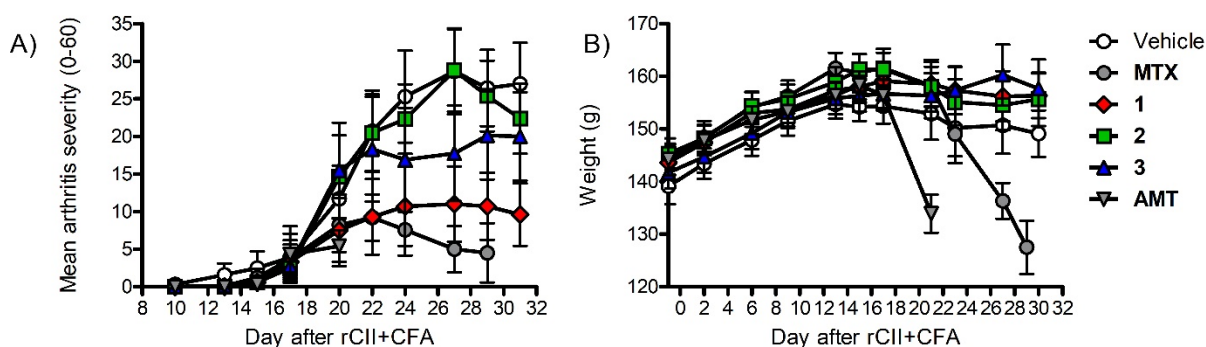 A)
Mean arthritis severity (0-60)
35
30
25
20
15
10
5
0
8 10 12 14 16 18 20 22 24 26 28 30 32
Day after rCII+CFA
B)
Weight (g)
170
160
150
140
130
120
0 2 4 6 8 10 12 14 16 18 20 22 24 26 28 30 32
Day after rCII+CFA
Vehicle
MTX
1
2
3
AMT